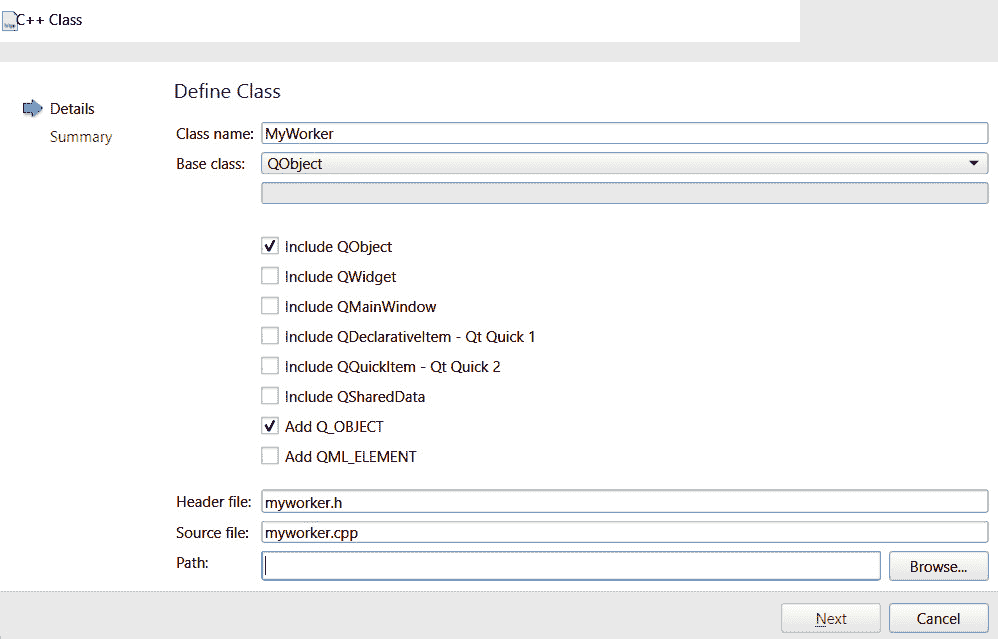 C++ Class
Define Class
Details
Summary
Class name: MyWorker
Base class: QObject
Include QObject
Include QWidget
Include QMainWindow
Include QDeclarativeItem - Qt Quick 1
Include QQuickItem - Qt Quick 2
Include QSharedData
Add Q_OBJECT
Add QML_ELEMENT
Header file: myworker.h
Source file: myworker.cpp
Path:
Browse...
Next
Cancel